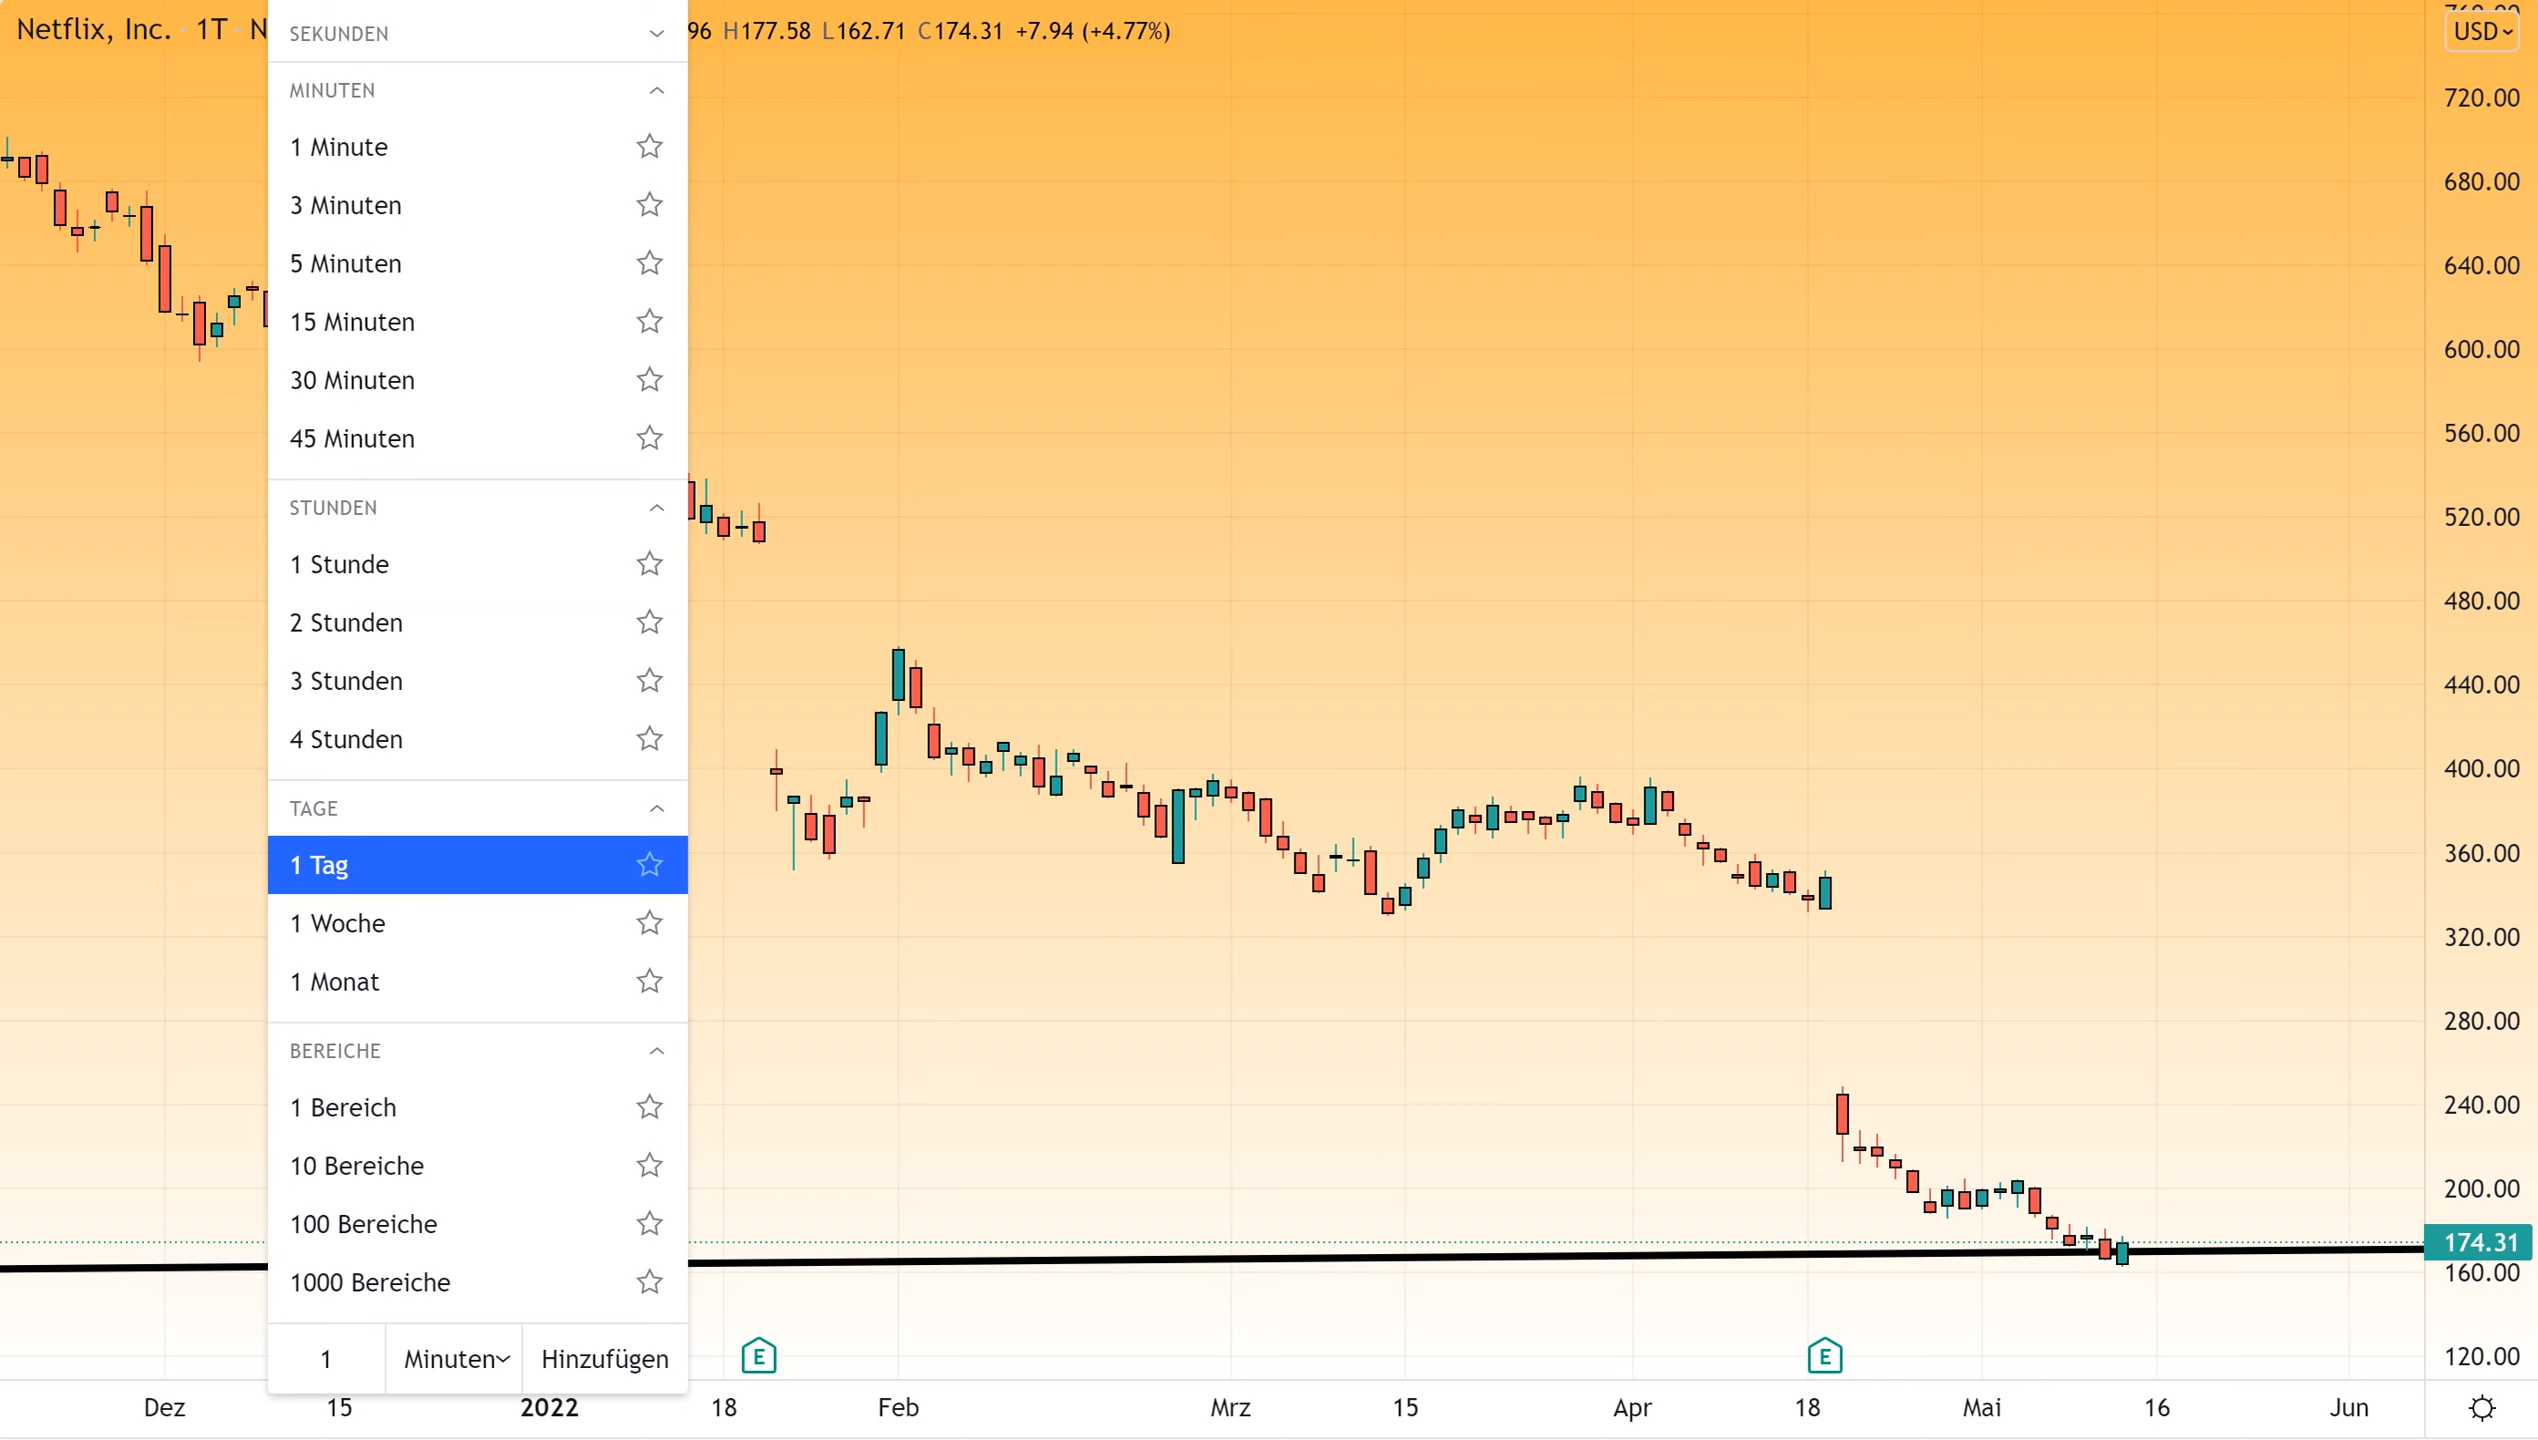 Netflix, Inc. · 1T · N 96 H177.58 L162.71 C174.31 +7.94 (+4.77%)
USD
SEKUNDEN
MINUTEN
1 Minute
3 Minuten
5 Minuten
15 Minuten
30 Minuten
45 Minuten
STUNDEN
1 Stunde
2 Stunden
3 Stunden
4 Stunden
TAGE
1 Tag
1 Woche
1 Monat
BEREICHE
1 Bereich
10 Bereiche
100 Bereiche
1000 Bereiche
1 Minuten Hinzufügen
E
E
760.00
720.00
680.00
640.00
600.00
560.00
520.00
480.00
440.00
400.00
360.00
320.00
280.00
240.00
200.00
174.31
160.00
120.00
Dez 15 2022 18 Feb Mrz 15 Apr 18 Mai 16 Jun